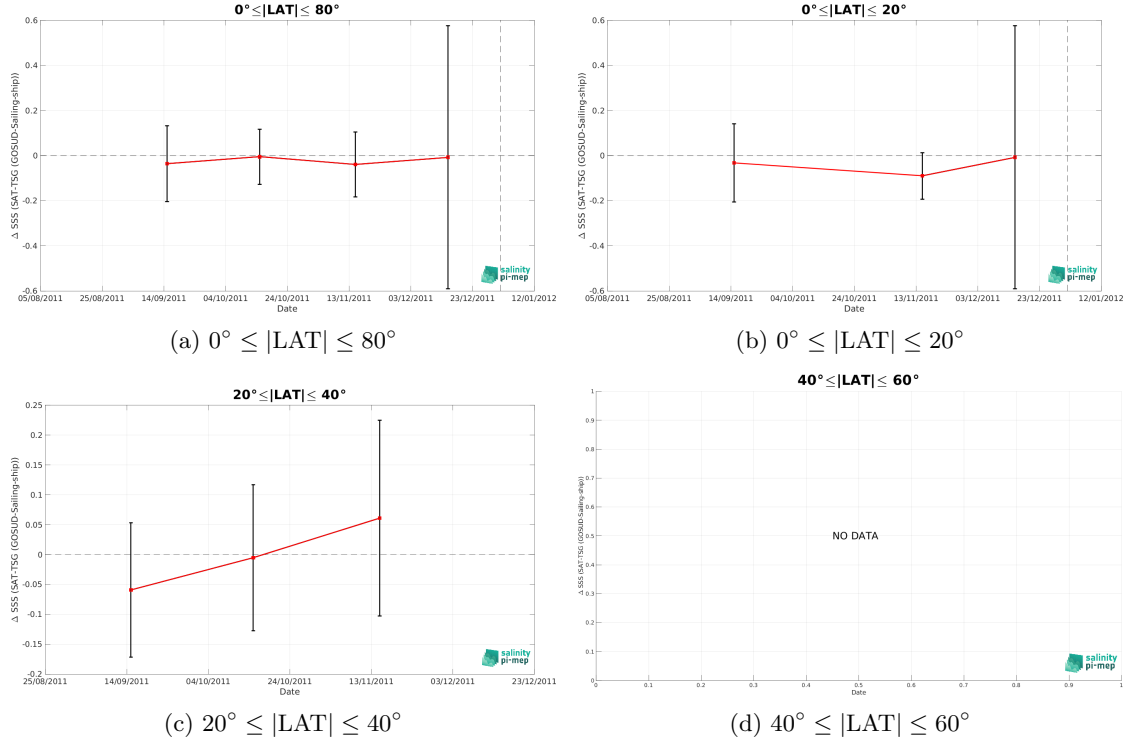 0°≤|LAT|≤ 80°
Δ SSS (SAT-TSG (GOSUD-Sailing-ship))
0.6
0.4
0.2
0
-0.2
-0.4
-0.6
05/08/2011 25/08/2011 14/09/2011 04/10/2011 24/10/2011 13/11/2011 03/12/2011 23/12/2011 12/01/2012
Date
salinity
pi-mep
(a) 0° ≤ |LAT| ≤ 80°
0°≤|LAT|≤ 20°
Δ SSS (SAT-TSG (GOSUD-Sailing-ship))
0.6
0.4
0.2
0
-0.2
-0.4
-0.6
05/08/2011 25/08/2011 14/09/2011 04/10/2011 24/10/2011 13/11/2011 03/12/2011 23/12/2011 12/01/2012
Date
salinity
pi-mep
(b) 0° ≤ |LAT| ≤ 20°
20°≤|LAT|≤ 40°
Δ SSS (SAT-TSG (GOSUD-Sailing-ship))
0.25
0.2
0.15
0.1
0.05
0
-0.05
-0.1
-0.15
-0.2
25/08/2011 14/09/2011 04/10/2011 24/10/2011 13/11/2011 03/12/2011 23/12/2011
Date
salinity
pi-mep
(c) 20° ≤ |LAT| ≤ 40°
40°≤|LAT|≤ 60°
Δ SSS (SAT-TSG (GOSUD-Sailing-ship))
1
0.9
0.8
0.7
0.6
0.5
0.4
0.3
0.2
0.1
0
NO DATA
0 0.1 0.2 0.3 0.4 0.5 0.6 0.7 0.8 0.9 1
Date
salinity
pi-mep
(d) 40° ≤ |LAT| ≤ 60°